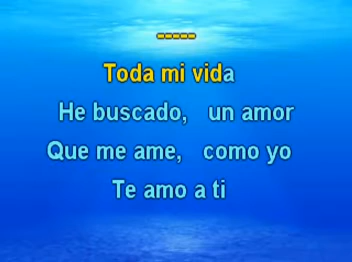 -----
Toda mi vida
He buscado, un amor
Que me ame, como yo
Te amo a ti